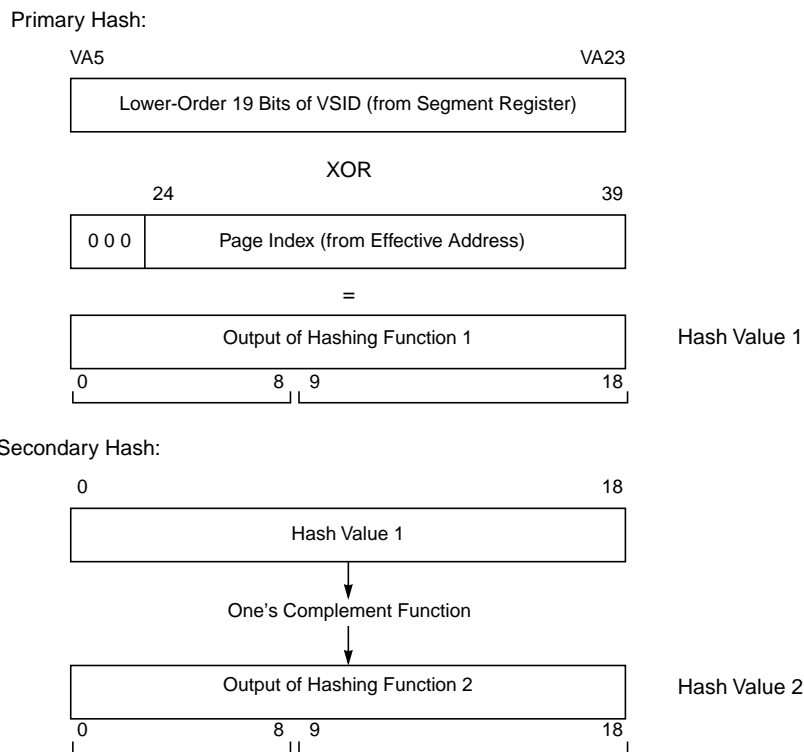 Primary Hash:
VA5 VA23
Lower-Order 19 Bits of VSID (from Segment Register)
XOR
24 39
0 0 0 Page Index (from Effective Address)
=
Output of Hashing Function 1 Hash Value 1
0 8 9 18
Secondary Hash:
0 18
Hash Value 1
One's Complement Function
Output of Hashing Function 2 Hash Value 2
0 8 9 18